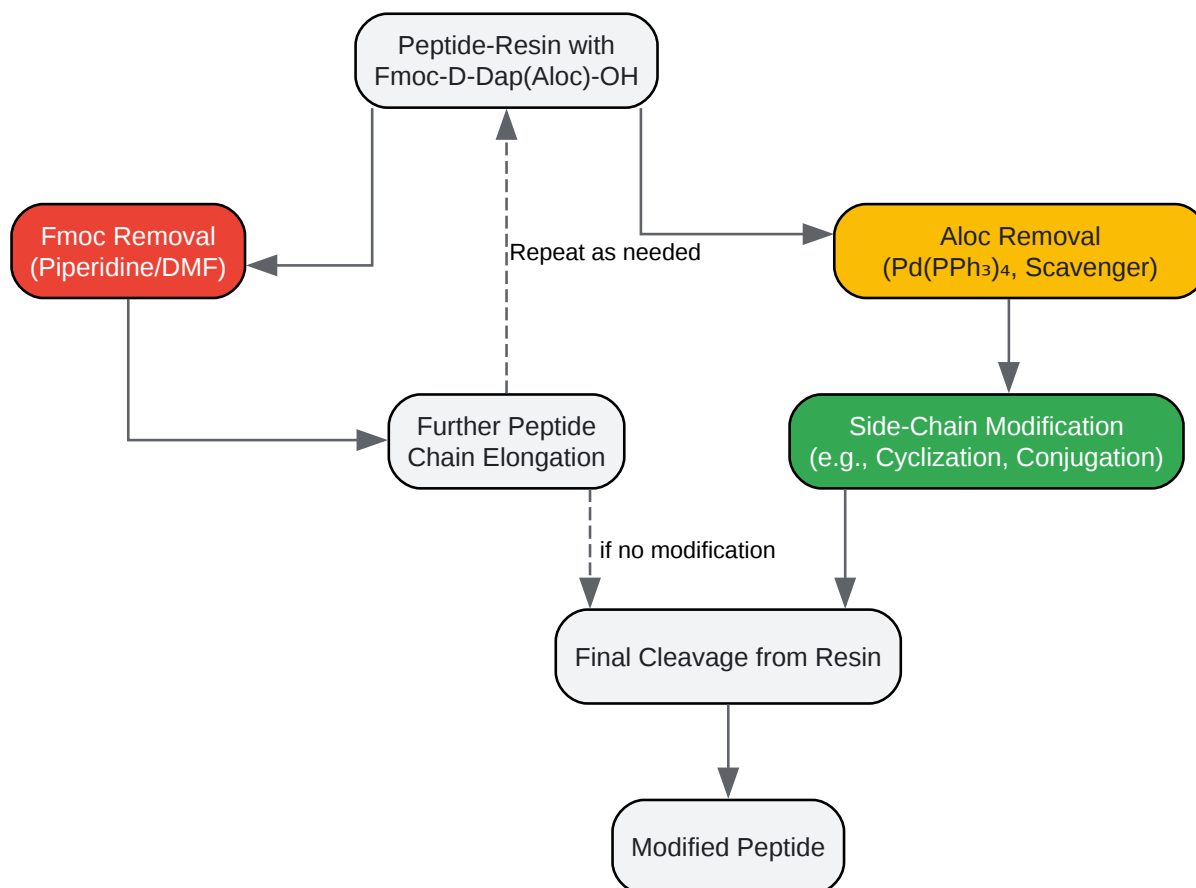 Peptide-Resin with
Fmoc-D-Dap(Aloc)-OH
Fmoc Removal
(Piperidine/DMF)
Repeat as needed
Aloc Removal
(Pd(PPh₃)₄, Scavenger)
Further Peptide
Chain Elongation
Side-Chain Modification
(e.g., Cyclization, Conjugation)
if no modification
Final Cleavage from Resin
Modified Peptide